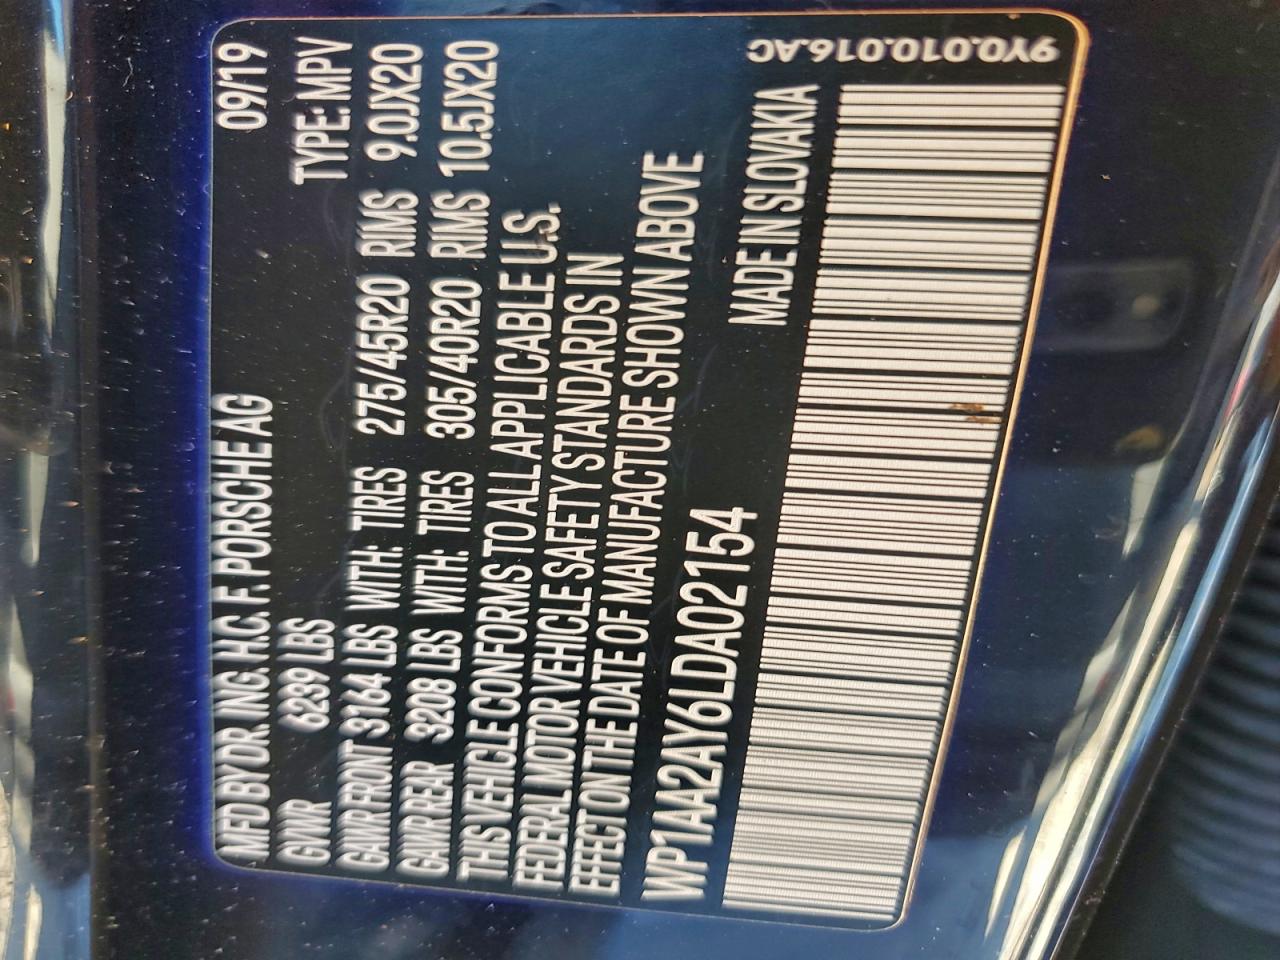 MFD BY DR. ING. H.C. F. PORSCHE AG 09/19
GVWR 6239 LBS TYPE: MPV
GAWR FRONT 3164 LBS WITH: TIRES 275/45R20 RIMS 9.0JX20
GAWR REAR 3208 LBS WITH: TIRES 305/40R20 RIMS 10.5JX20
THIS VEHICLE CONFORMS TO ALL APPLICABLE U.S.
FEDERAL MOTOR VEHICLE SAFETY STANDARDS IN
EFFECT ON THE DATE OF MANUFACTURE SHOWN ABOVE
WP1AA2AY6LDA02154 MADE IN SLOVAKIA
9Y0.010.016.AC